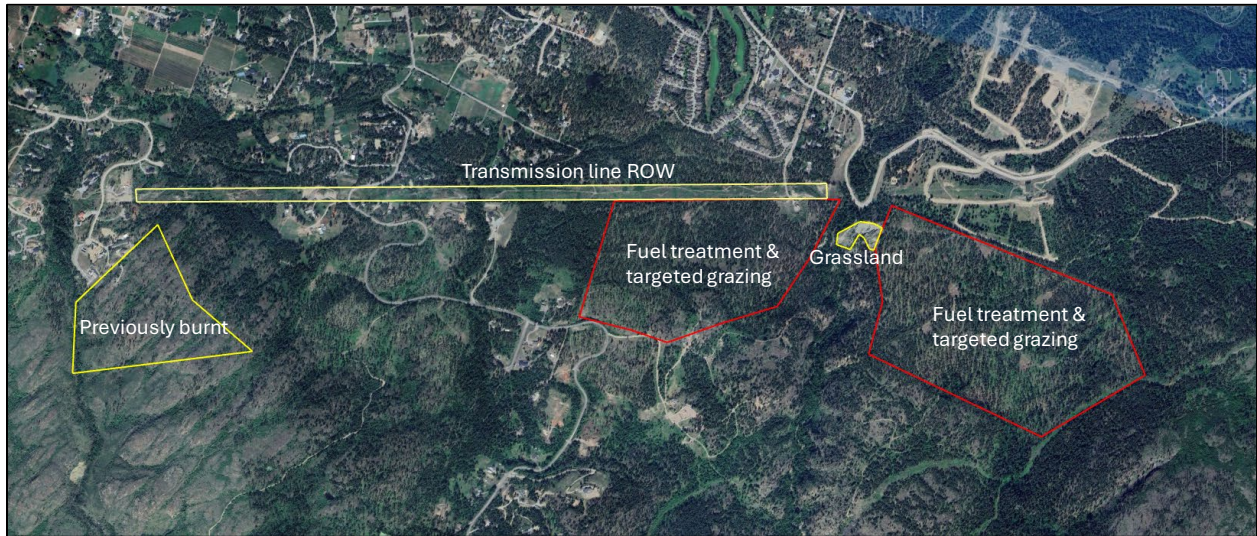 Transmission line ROW
Fuel treatment &
targeted grazing
Grassland
Previously burnt
Fuel treatment &
targeted grazing